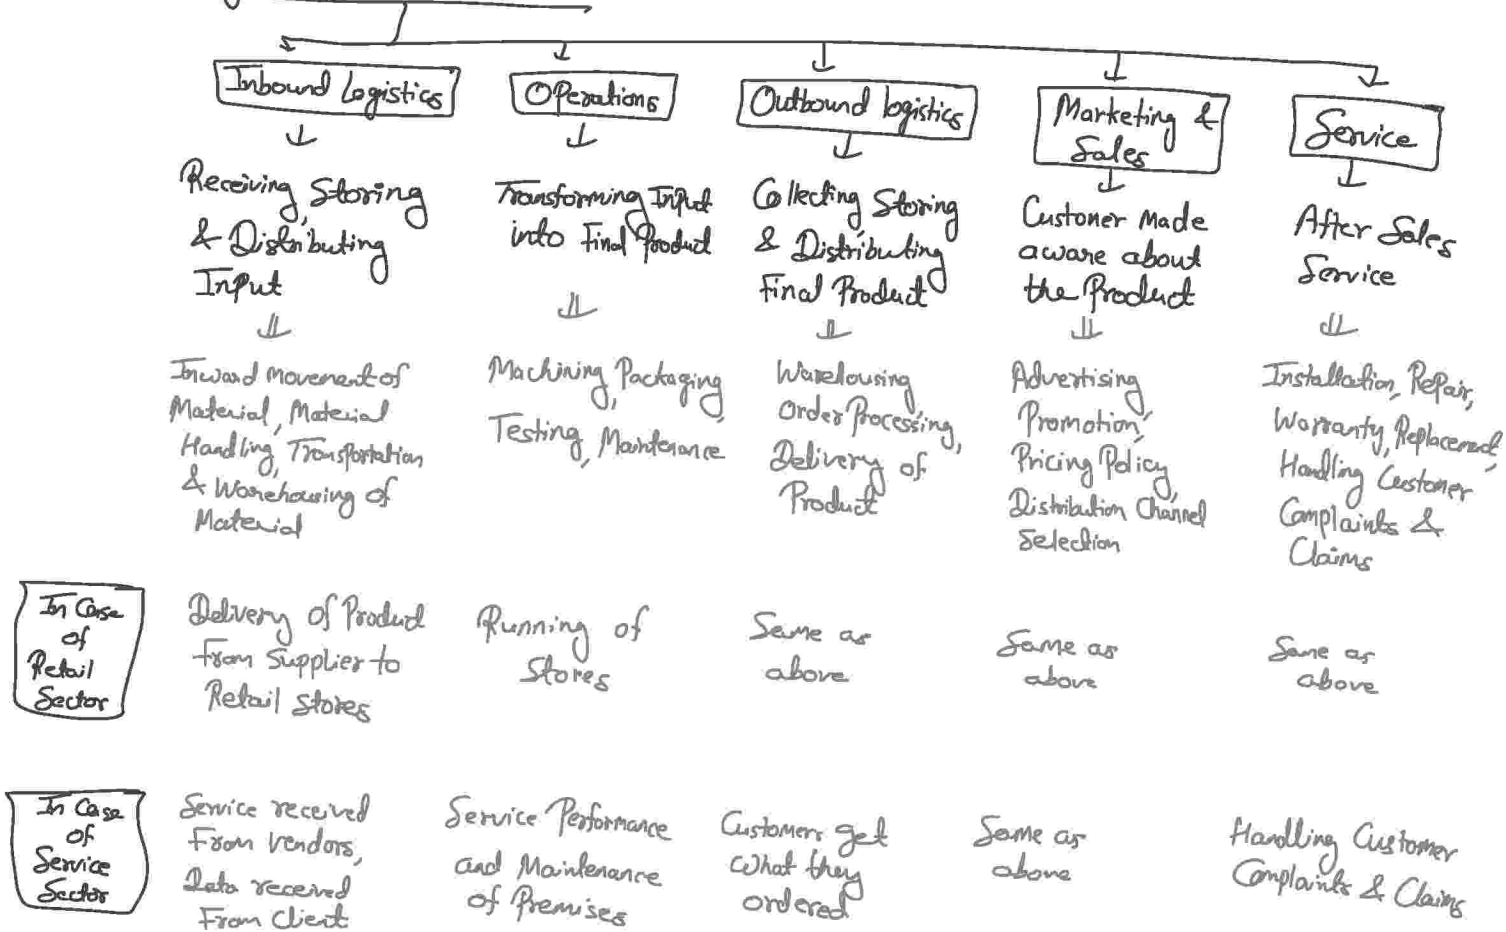 Inbound Logistics
Operations
Outbound logistics
Marketing &
Sales
Service
Receiving, Storing
& Distributing
Input
Transforming Input
into Final Product
Collecting, Storing
& Distributing
Final Product
Customer Made
aware about
the Product
After Sales
Service
Inward Movement of
Material, Material
Handling, Transportation
& Warehousing of
Material
Machining, Packaging,
Testing, Maintenance
Warehousing,
Order Processing,
Delivery of
Product
Advertising,
Promotion,
Pricing Policy,
Distribution Channel
Selection
Installation, Repair,
Warranty, Replacement,
Handling Customer
Complaints &
Claims
In Case
of
Retail
Sector
Delivery of Product
From Supplier to
Retail Stores
Running of
Stores
Same as
above
Same as
above
Same as
above
In Case
of
Service
Sector
Service received
From Vendors,
Data received
From Client
Service Performance
and Maintenance
of Premises
Customers get
what they
ordered
Same as
above
Handling Customer
Complaints & Claims